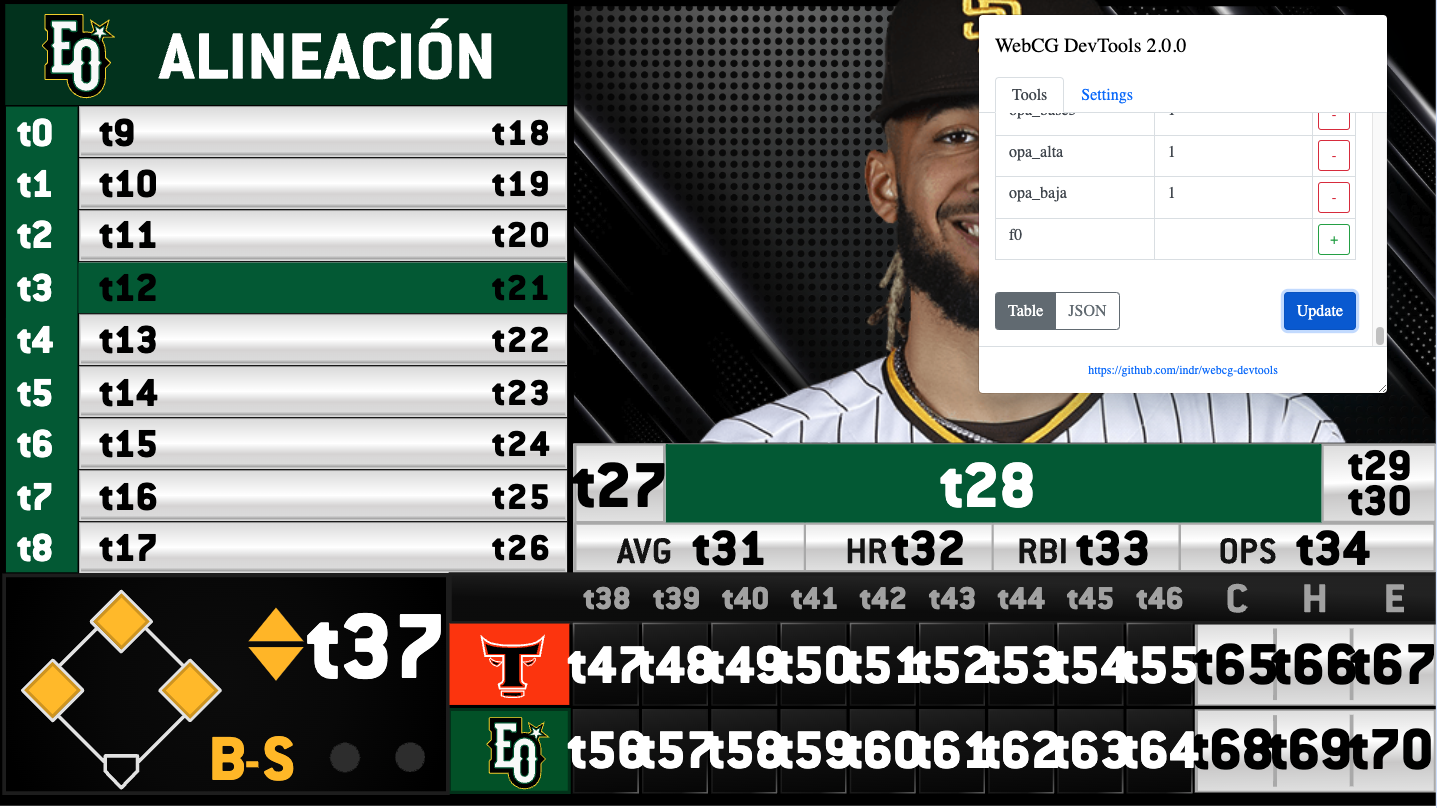 EO
ALINEACIÓN
t0 t9 t18
t1 t10 t19
t2 t11 t20
t3 t12 t21
t4 t13 t22
t5 t14 t23
t6 t15 t24
t7 t16 t25
t8 t17 t26
WebCG DevTools 2.0.0
Tools Settings
opa_bases 1 -
opa_alta 1 -
opa_baja 1 -
f0 +
Table JSON Update
https://github.com/indr/webcg-devtools
t27 t28 t29
t30
AVG t31 HR t32 RBI t33 OPS t34
t37
B-S
t38 t39 t40 t41 t42 t43 t44 t45 t46 C H E
T t47 t48 t49 t50 t51 t52 t53 t54 t55 t65 t66 t67
EO t56 t57 t58 t59 t60 t61 t62 t63 t64 t68 t69 t70